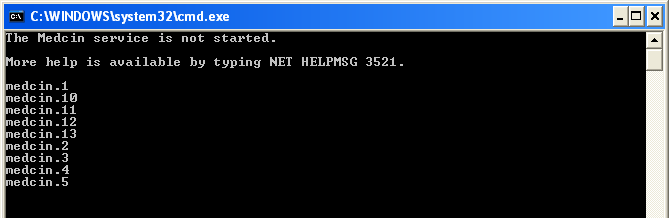 C:\WINDOWS\system32\cmd.exe
The Medcin service is not started.
More help is available by typing NET HELPMSG 3521.
medcin.1
medcin.10
medcin.11
medcin.12
medcin.13
medcin.2
medcin.3
medcin.4
medcin.5